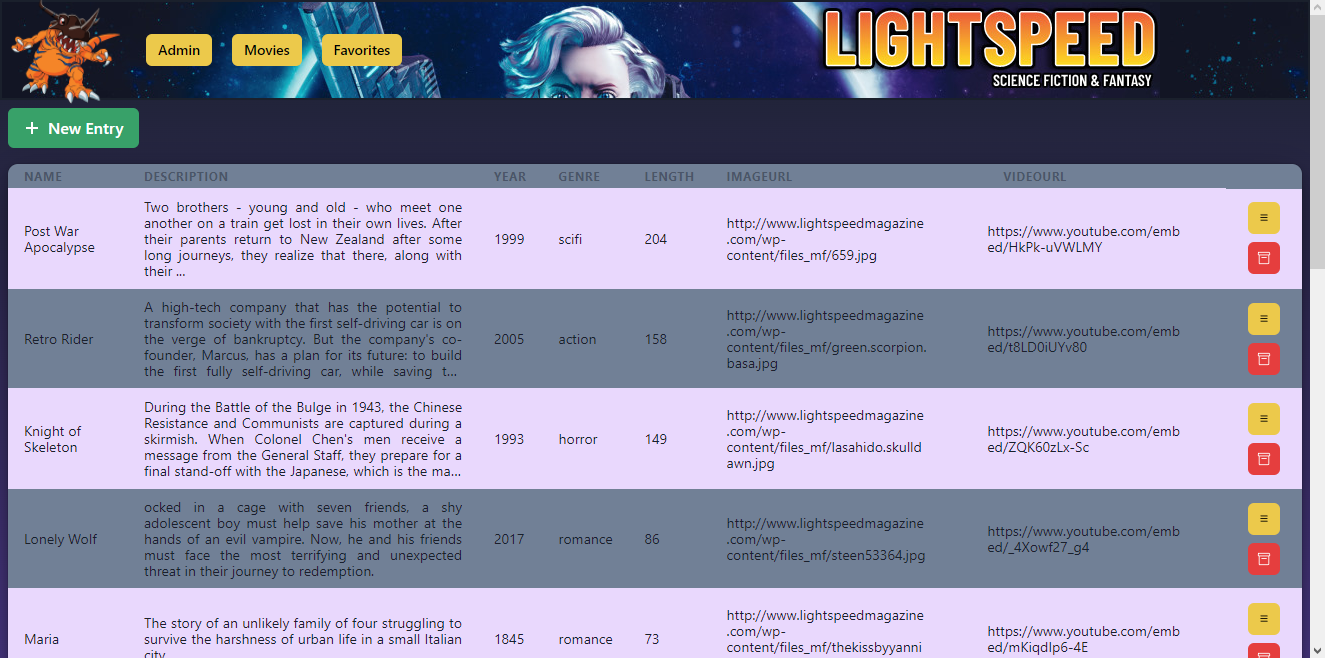 Admin Movies Favorites
LIGHTSPEED
SCIENCE FICTION & FANTASY
+ New Entry
NAME DESCRIPTION YEAR GENRE LENGTH IMAGEURL VIDEOURL
Post War
Apocalypse
Two brothers - young and old - who meet one
another on a train get lost in their own lives. After
their parents return to New Zealand after some
long journeys, they realize that there, along with
their ...
1999
scifi
204
http://www.lightspeedmagazine
.com/wp-
content/files_mf/659.jpg
https://www.youtube.com/emb
ed/HkPk-uVWLMY
Retro Rider
A high-tech company that has the potential to
transform society with the first self-driving car is on
the verge of bankruptcy. But the company's co-
founder, Marcus, has a plan for its future: to build
the first fully self-driving car, while saving t...
2005
action
158
http://www.lightspeedmagazine
.com/wp-
content/files_mf/green.scorpion.
basa.jpg
https://www.youtube.com/emb
ed/t8LD0iUYv80
Knight of
Skeleton
During the Battle of the Bulge in 1943, the Chinese
Resistance and Communists are captured during a
skirmish. When Colonel Chen's men receive a
message from the General Staff, they prepare for a
final stand-off with the Japanese, which is the ma...
1993
horror
149
http://www.lightspeedmagazine
.com/wp-
content/files_mf/lasahido.skulld
awn.jpg
https://www.youtube.com/emb
ed/ZQK60zLx-Sc
Lonely Wolf
ocked in a cage with seven friends, a shy
adolescent boy must help save his mother at the
hands of an evil vampire. Now, he and his friends
must face the most terrifying and unexpected
threat in their journey to redemption.
2017
romance
86
http://www.lightspeedmagazine
.com/wp-
content/files_mf/steen53364.jpg
https://www.youtube.com/emb
ed/_4Xowf27_g4
Maria
The story of an unlikely family of four struggling to
survive the harshness of urban life in a small Italian
city.
1845
romance
73
http://www.lightspeedmagazine
.com/wp-
content/files_mf/thekissbyyanni
https://www.youtube.com/emb
ed/mKiqdIp6-4E